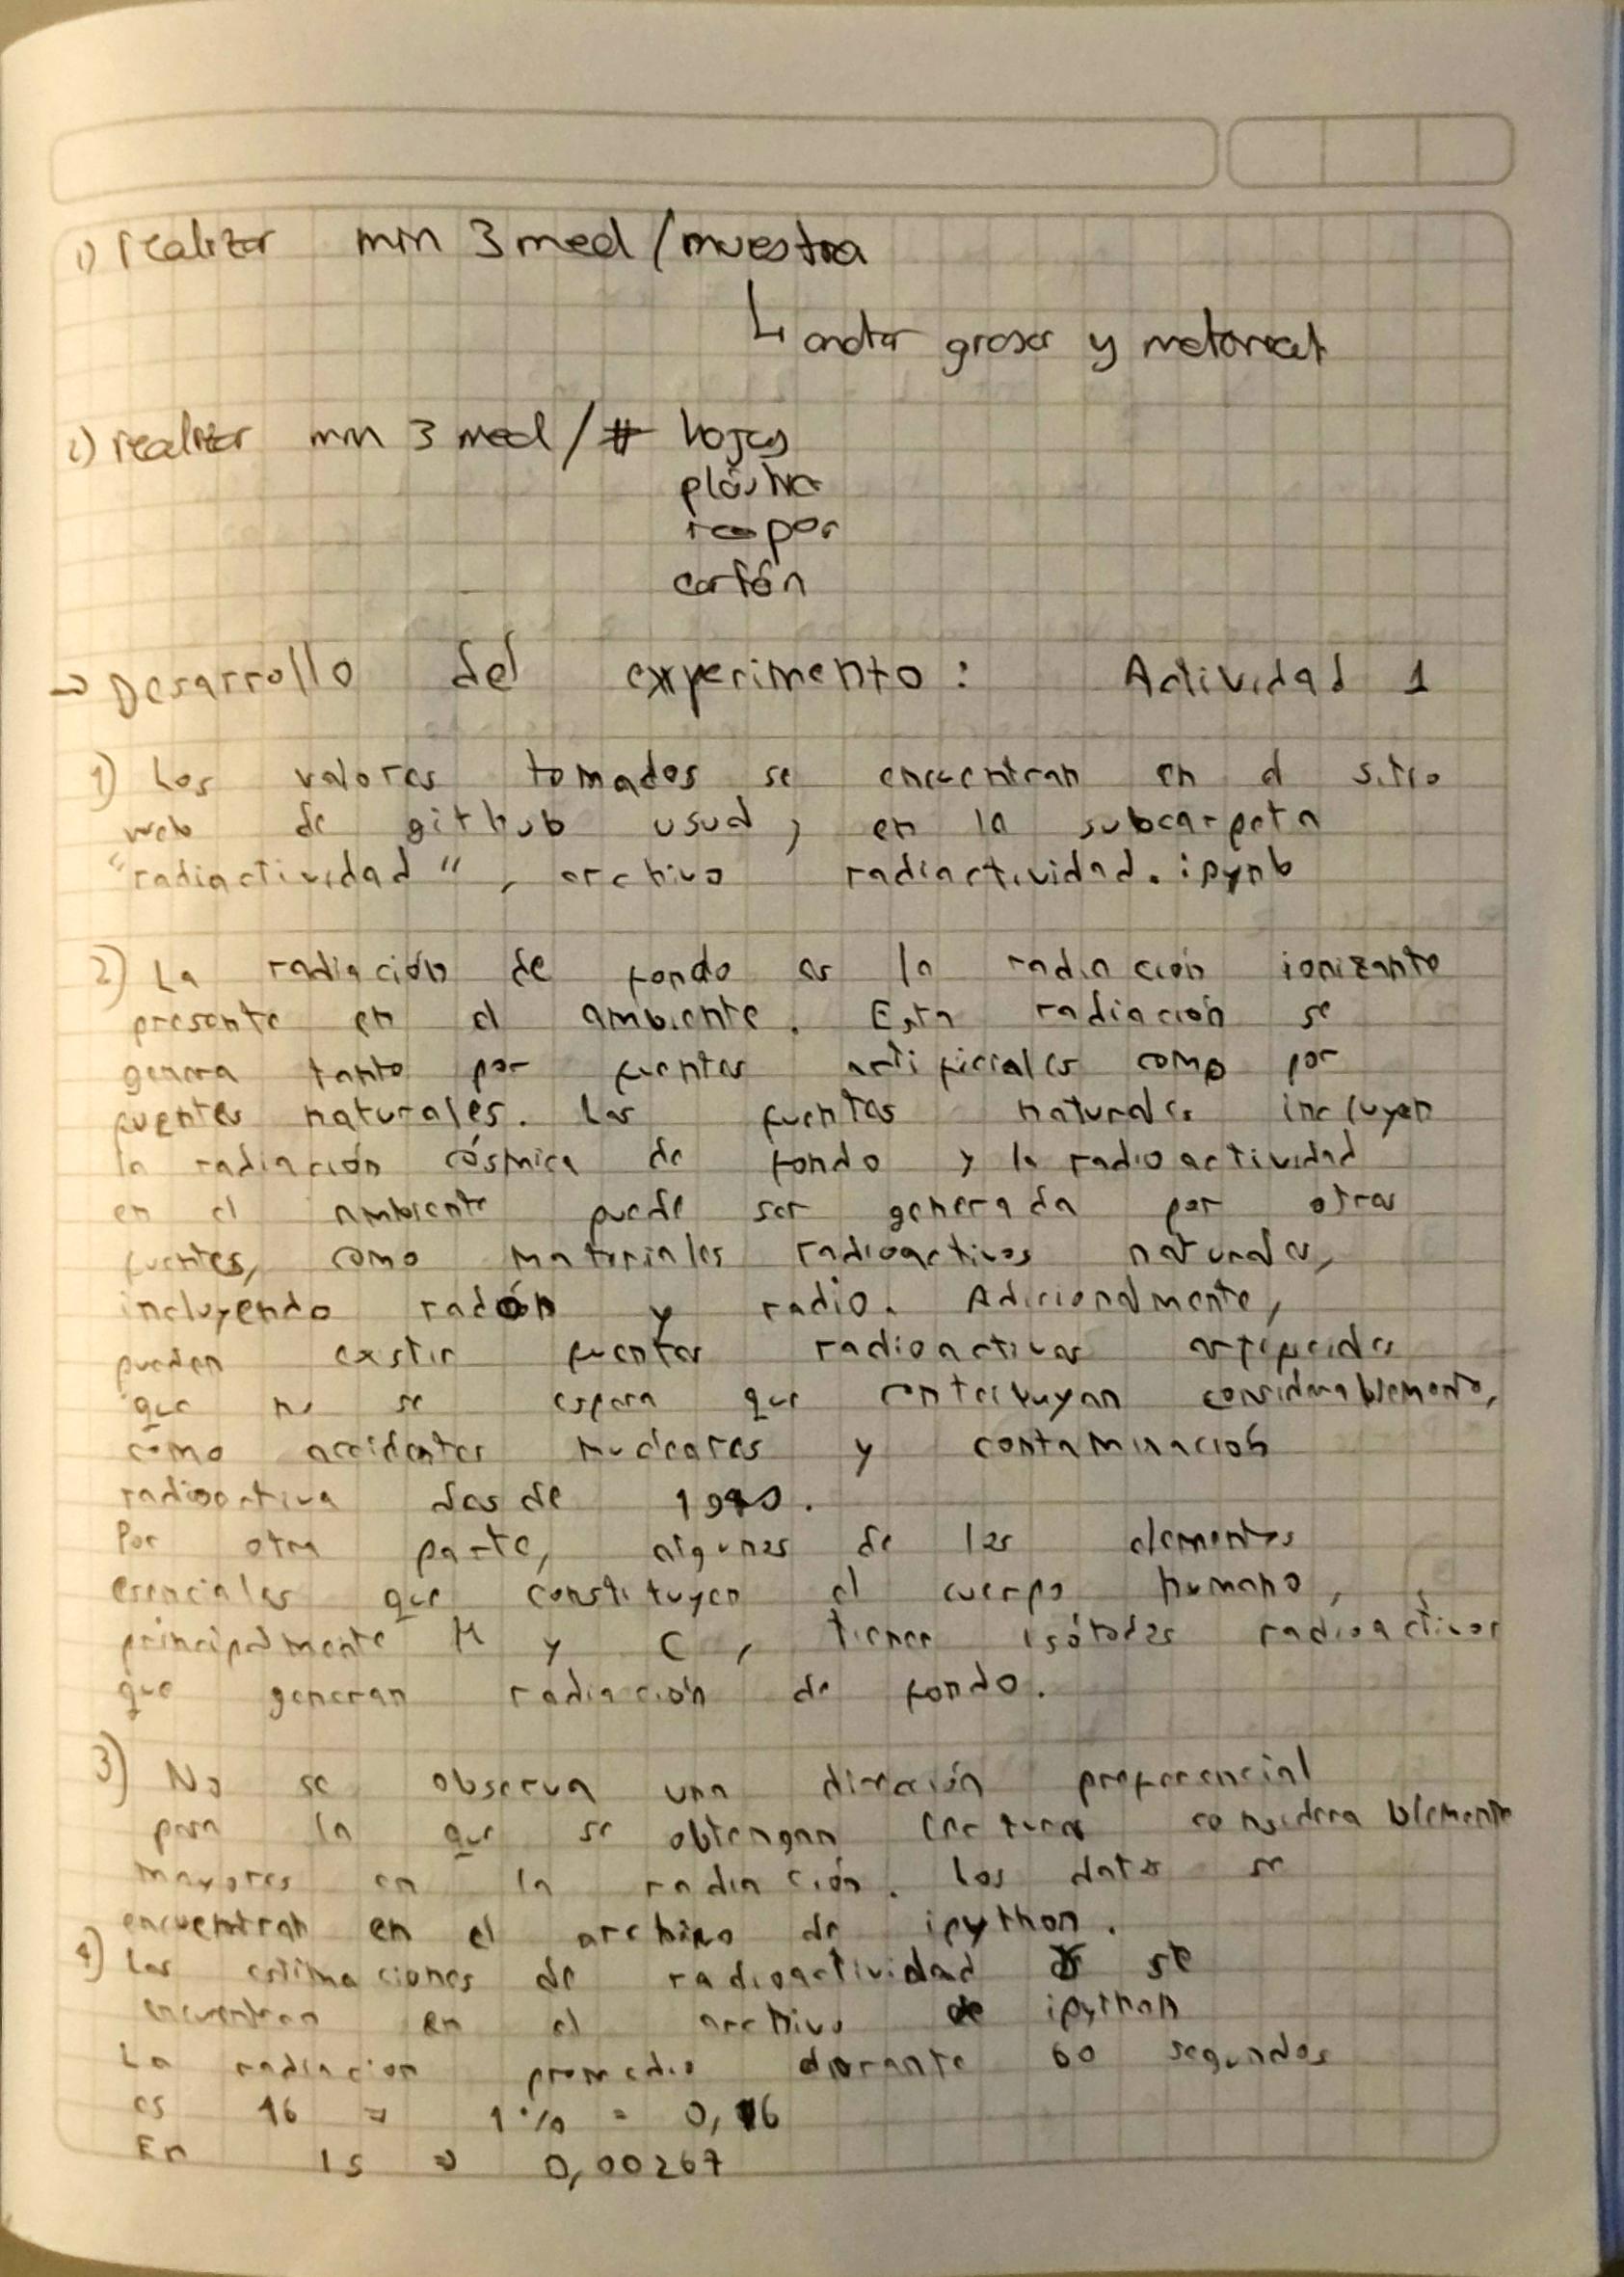 1) realizar min 3 med / muestra
↳ anotar grosor y material
2) realizar min 3 med / # hojas
plástico
cartón
→ Desarrollo del experimento: Actividad 1
1) Los valores tomados se encuentran en el sitio
web de github usual, en la subcarpeta
"radiactividad", archivo radiactividad.ipynb
2) La radiación de fondo es la radiación ionizante
presente en el ambiente. Esta radiación se
genera tanto por fuentes artificiales como por
fuentes naturales. Las fuentes naturales incluyen
la radiación cósmica de fondo y la radioactividad
en el ambiente puede ser generada por otras
fuentes, como materiales radioactivos naturales,
incluyendo radón y radio. Adicionalmente,
pueden existir fuentes radioactivas artificiales
que no se espera que contribuyan considerablemente,
como accidentes nucleares y contaminación
radioactiva desde 1940.
Por otra parte, algunos de los elementos
esenciales que constituyen el cuerpo humano,
principalmente K y C, tienen isótodos radioactivos
que generan radiación de fondo.
3) No se observa una dirección preferencial
para la que se obtengan lecturas considerablemente
mayores en la radiación. Los datos se
encuentran en el archivo de ipython.
4) Las estimaciones de radioactividad se
encuentran en el archivo de ipython
La radiacion promedio durante 60 segundos
es 16 ⇒ 1% = 0,16
En 1s ⇒ 0,00267